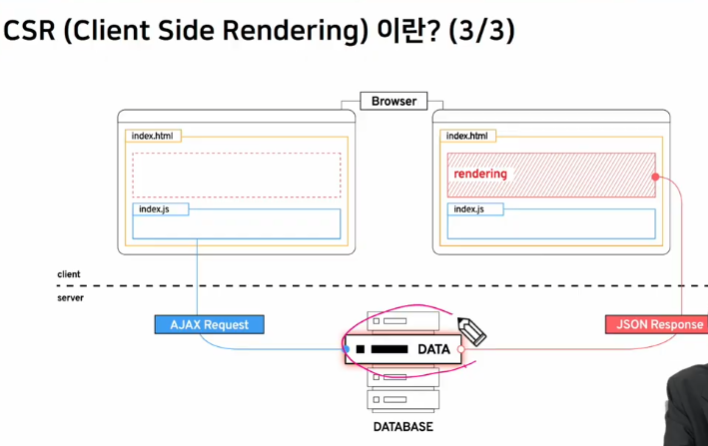 CSR (Client Side Rendering) 이란? (3/3)
Browser
index.html
index.js
index.html
rendering
index.js
client
server
AJAX Request
DATA
JSON Response
DATABASE